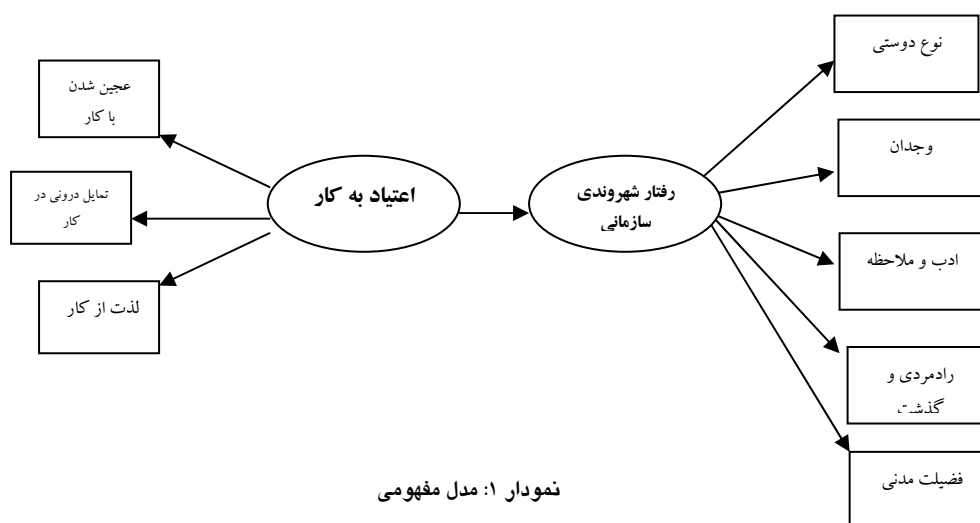 نوع دوستی
عجین شدن
با کار
وجدان
تمایل درونی در
کار
اعتیاد به کار
رفتار شهروندی
سازمانی
ادب و ملاحظه
لذت از کار
رادمردی و
گذشت
فضیلت مدنی
نمودار ۱: مدل مفهومی